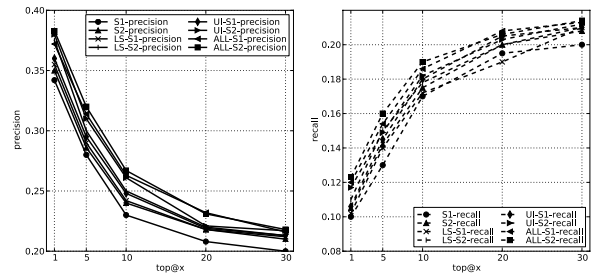 0.40
0.35
0.30
0.25
0.20
precision
S1-precision
S2-precision
LS-S1-precision
LS-S2-precision
UI-S1-precision
UI-S2-precision
ALL-S1-precision
ALL-S2-precision
1 5 10 20 30
top@x
0.20
0.18
0.16
0.14
0.12
0.10
0.08
recall
S1-recall
S2-recall
LS-S1-recall
LS-S2-recall
UI-S1-recall
UI-S2-recall
ALL-S1-recall
ALL-S2-recall
1 5 10 20 30
top@x